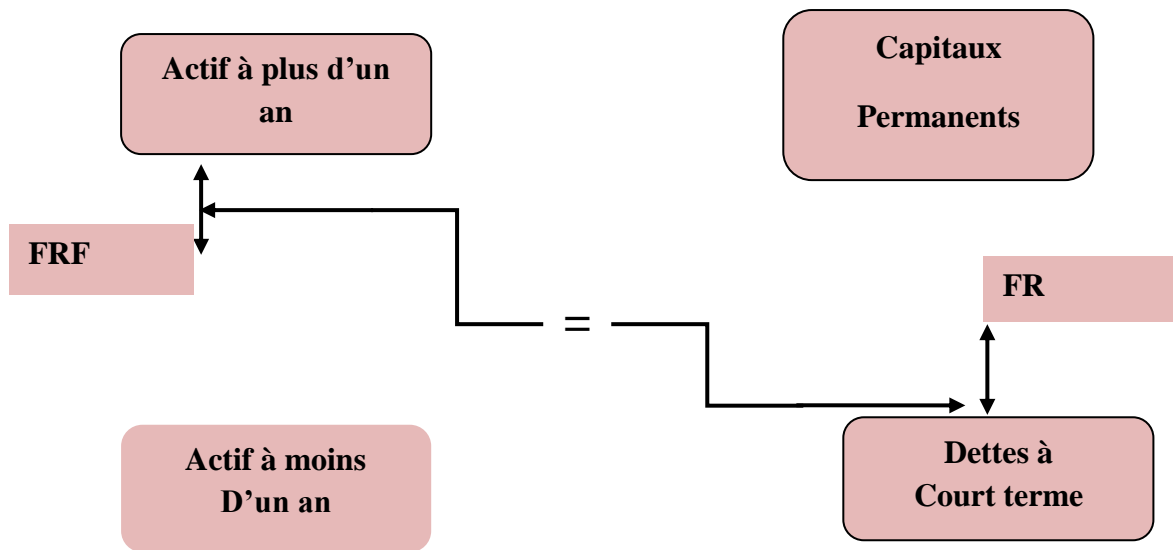 Actif à plus d’un
an
Capitaux
Permanents
FRF
FR
=
Actif à moins
D’un an
Dettes à
Court terme